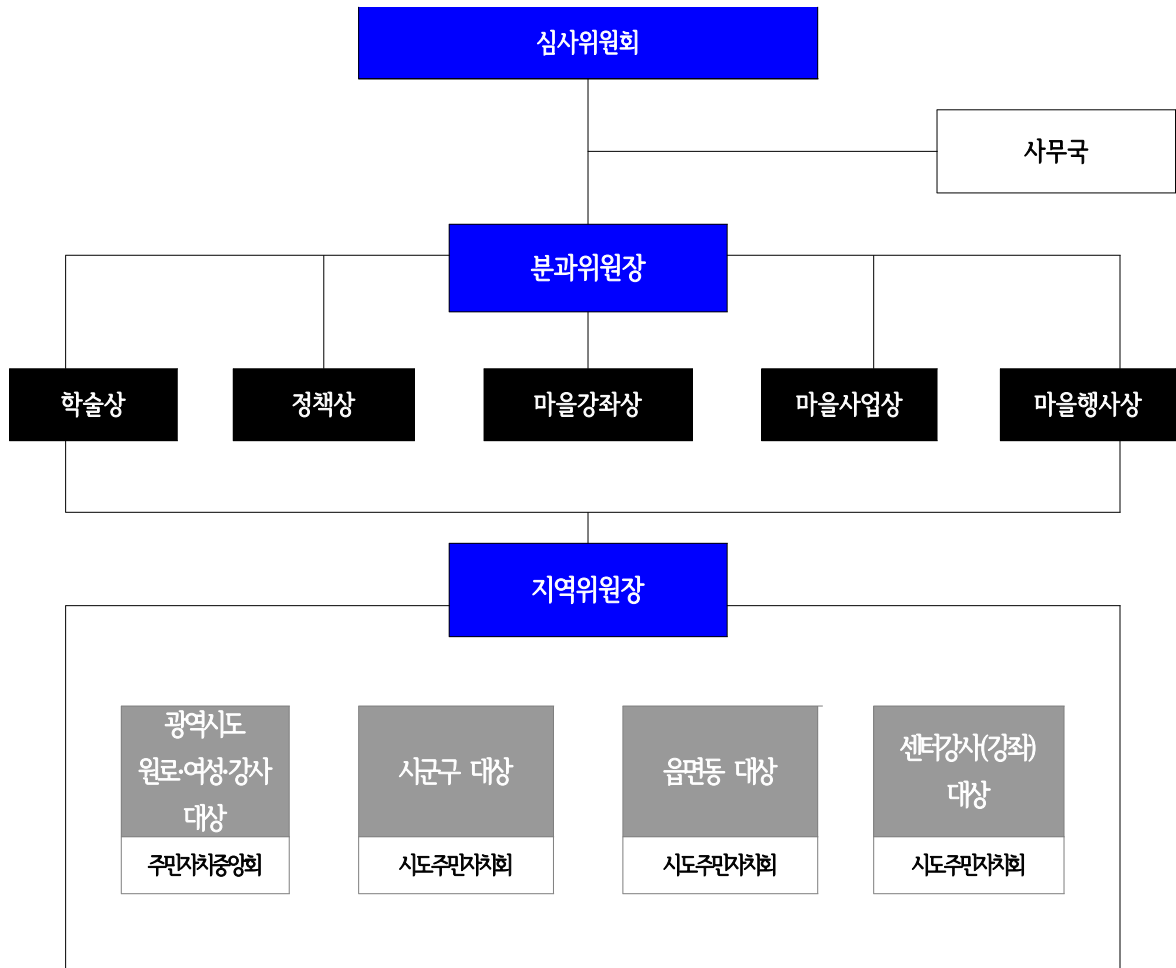 심사위원회
사무국
분과위원장
학술상
정책상
마을강좌상
마을사업상
마을행사상
지역위원장
광역시도
원로·여성·강사
대상
주민자치중앙회
시군구 대상
시도주민자치회
읍면동 대상
시도주민자치회
센터강사(강좌)
대상
시도주민자치회